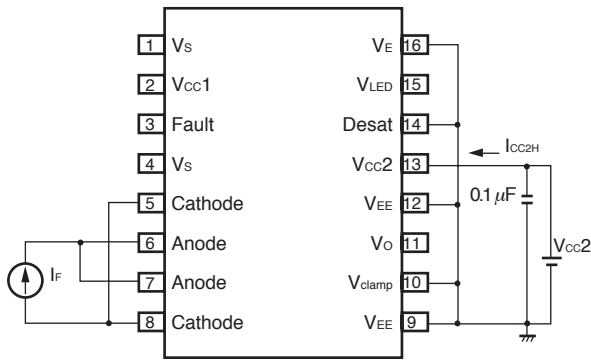 1 VS VE 16
2 VCC1 VLED 15
3 Fault Desat 14
ICC2H
4 VS VCC2 13
0.1 μF
5 Cathode VEE 12
6 Anode VO 11
VCC2
IF
7 Anode Vclamp 10
8 Cathode VEE 9